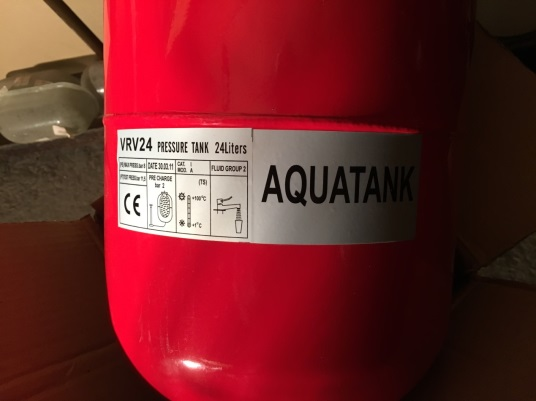 VRV24 PRESSURE TANK 24Liters
DATE 30.03.11
CAT. I
MOD. A
FLUID GROUP 2
PRE CHARGE
bar 2
(TS)
+100°C
+1°C
CE
AQUATANK